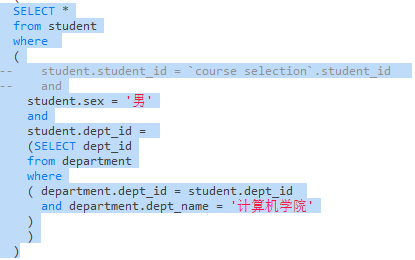 (
SELECT *
from student
where
(
--    student.student_id = `course selection`.student_id
--    and
student.sex = '男'
and
student.dept_id =
(SELECT dept_id
from department
where
( department.dept_id = student.dept_id
and department.dept_name = '计算机学院'
)
)
)